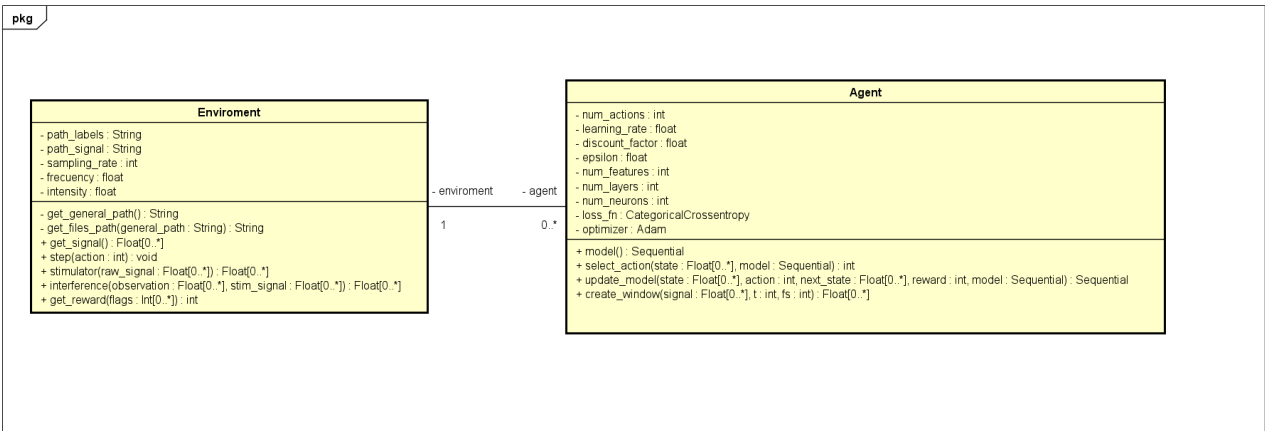 pkg
Enviroment
- path_labels : String
- path_signal : String
- sampling_rate : int
- frecuency : float
- intensity : float
- get_general_path() : String
- get_files_path(general_path : String) : String
+ get_signal() : Float[0..*]
+ step(action : int) : void
+ stimulator(raw_signal : Float[0..*]) : Float[0..*]
+ interference(observation : Float[0..*], stim_signal : Float[0..*]) : Float[0..*]
+ get_reward(flags : Int[0..*]) : int
- enviroment
- agent
1
0..*
Agent
- num_actions : int
- learning_rate : float
- discount_factor : float
- epsilon : float
- num_features : int
- num_layers : int
- num_neurons : int
- loss_fn : CategoricalCrossentropy
- optimizer : Adam
+ model() : Sequential
+ select_action(state : Float[0..*], model : Sequential) : int
+ update_model(state : Float[0..*], action : int, next_state : Float[0..*], reward : int, model : Sequential) : Sequential
+ create_window(signal : Float[0..*], t : int, fs : int) : Float[0..*]